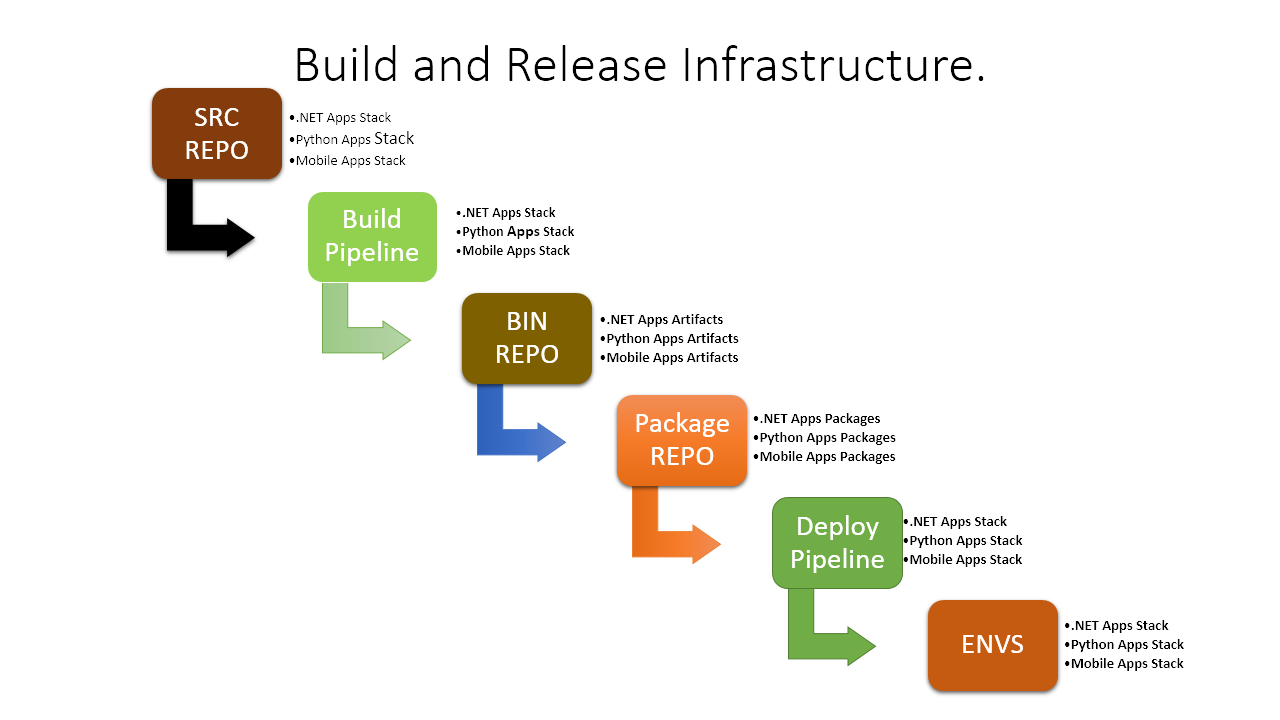 Build and Release Infrastructure.
SRC
REPO
•.NET Apps Stack
•Python Apps Stack
•Mobile Apps Stack
Build
Pipeline
•.NET Apps Stack
•Python Apps Stack
•Mobile Apps Stack
BIN
REPO
•.NET Apps Artifacts
•Python Apps Artifacts
•Mobile Apps Artifacts
Package
REPO
•.NET Apps Packages
•Python Apps Packages
•Mobile Apps Packages
Deploy
Pipeline
•.NET Apps Stack
•Python Apps Stack
•Mobile Apps Stack
ENVS
•.NET Apps Stack
•Python Apps Stack
•Mobile Apps Stack